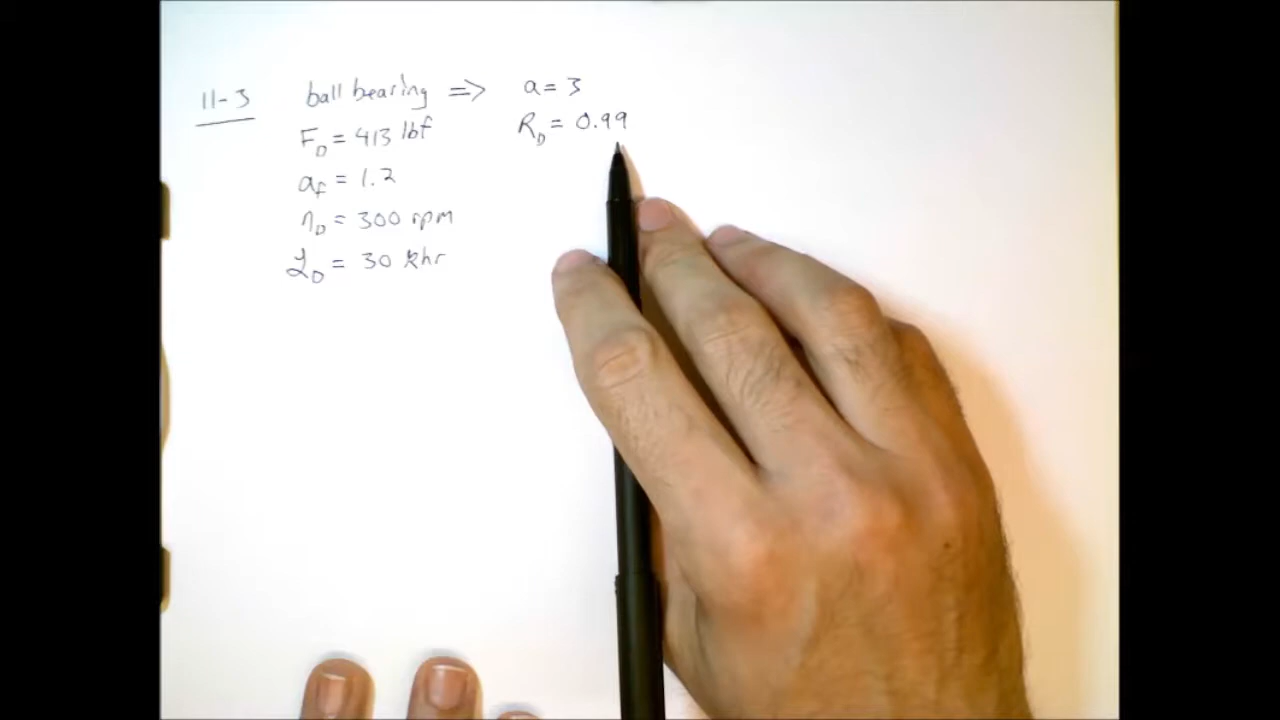 11-3 ball bearing => a = 3
F_D = 413 lbf R_D = 0.99
a_f = 1.2
n_D = 300 rpm
ℒ_D = 30 khr